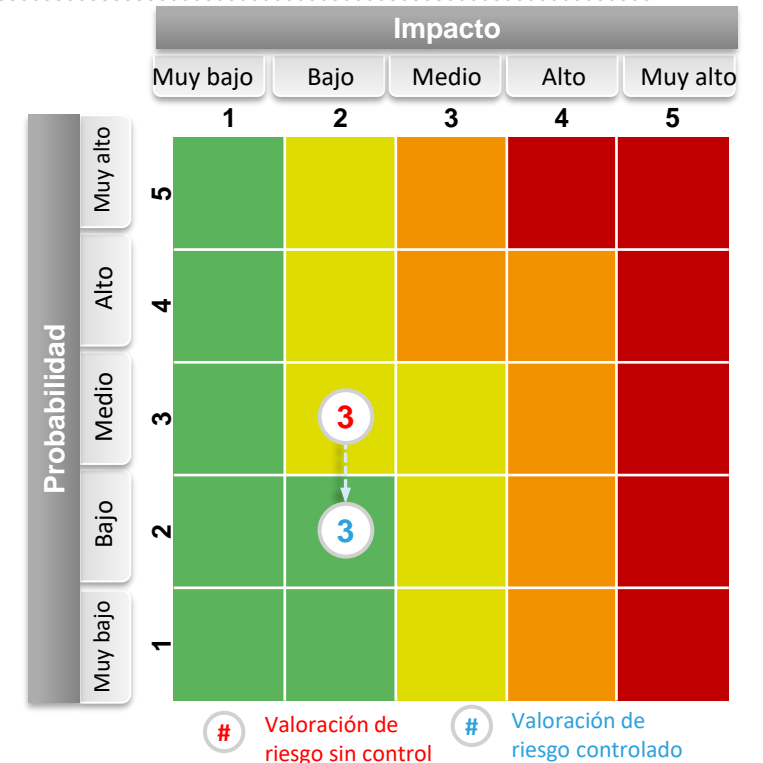 Impacto
Muy bajo Bajo Medio Alto Muy alto
1 2 3 4 5
Probabilidad
Muy alto 5
Alto 4
Medio 3
3
Bajo 2
3
Muy bajo 1
# Valoración de riesgo sin control
# Valoración de riesgo controlado